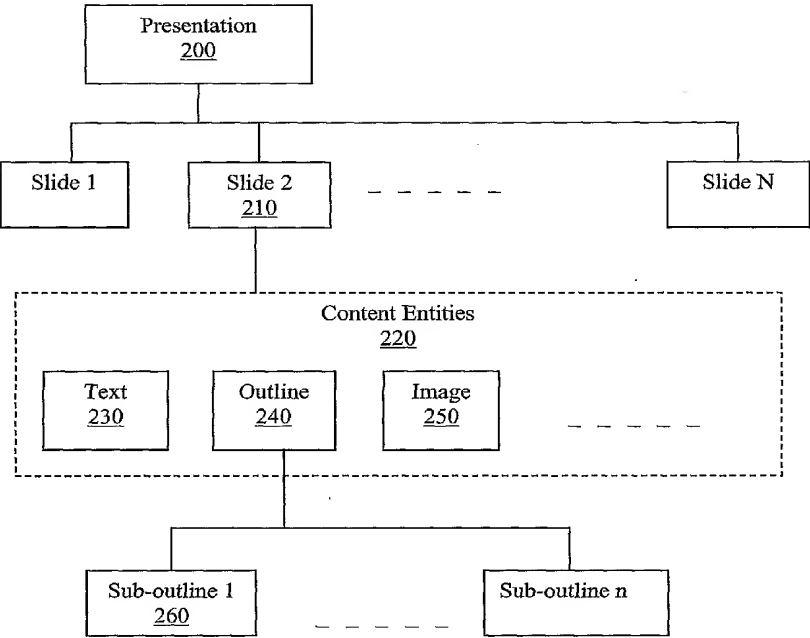 Presentation
200
Slide 1
Slide 2
210
Slide N
Content Entities
220
Text
230
Outline
240
Image
250
Sub-outline 1
260
Sub-outline n